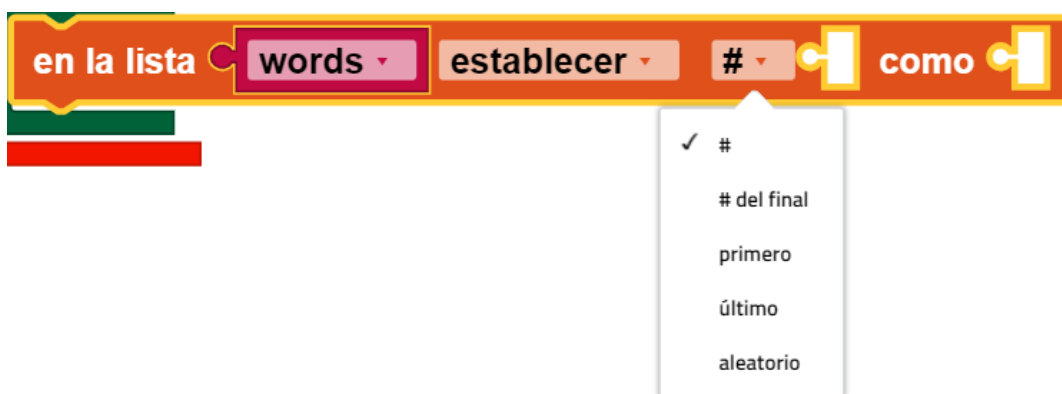 en la lista words establecer # como
✓ #
# del final
primero
último
aleatorio